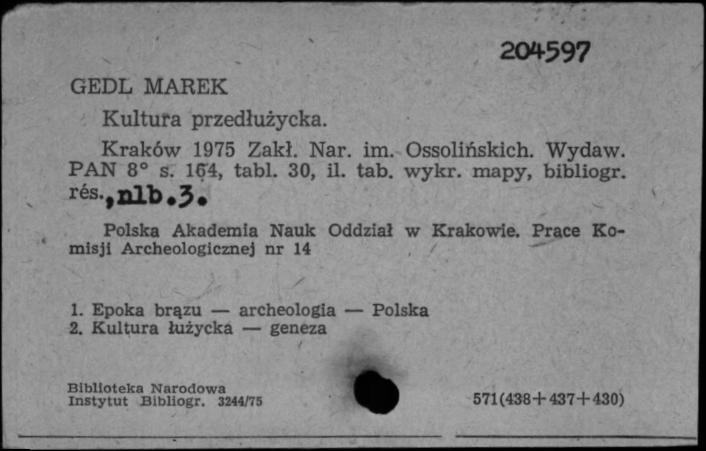 204597
GEDL MAREK
Kultura przedłużycka.
Kraków 1975 Zakł. Nar. im. Ossolińskich. Wydaw.
PAN 8° s. 164, tabl. 30, il. tab. wykr. mapy, bibliogr.
rés., nlb.3.
Polska Akademia Nauk Oddział w Krakowie. Prace Ko-
misji Archeologicznej nr 14
1. Epoka brązu — archeologia — Polska
2. Kultura łużycka — geneza
Biblioteka Narodowa
Instytut Bibliogr. 3244/75
571(438+437+430)